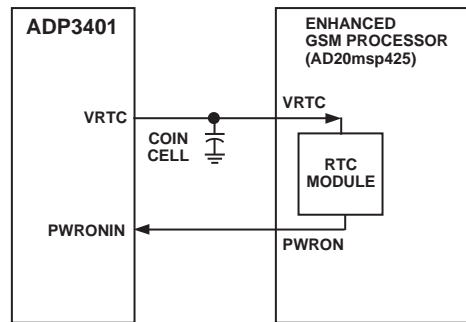 ADP3401
ENHANCED
GSM PROCESSOR
(AD20msp425)
VRTC
VRTC
COIN
CELL
RTC
MODULE
PWRONIN
PWRON